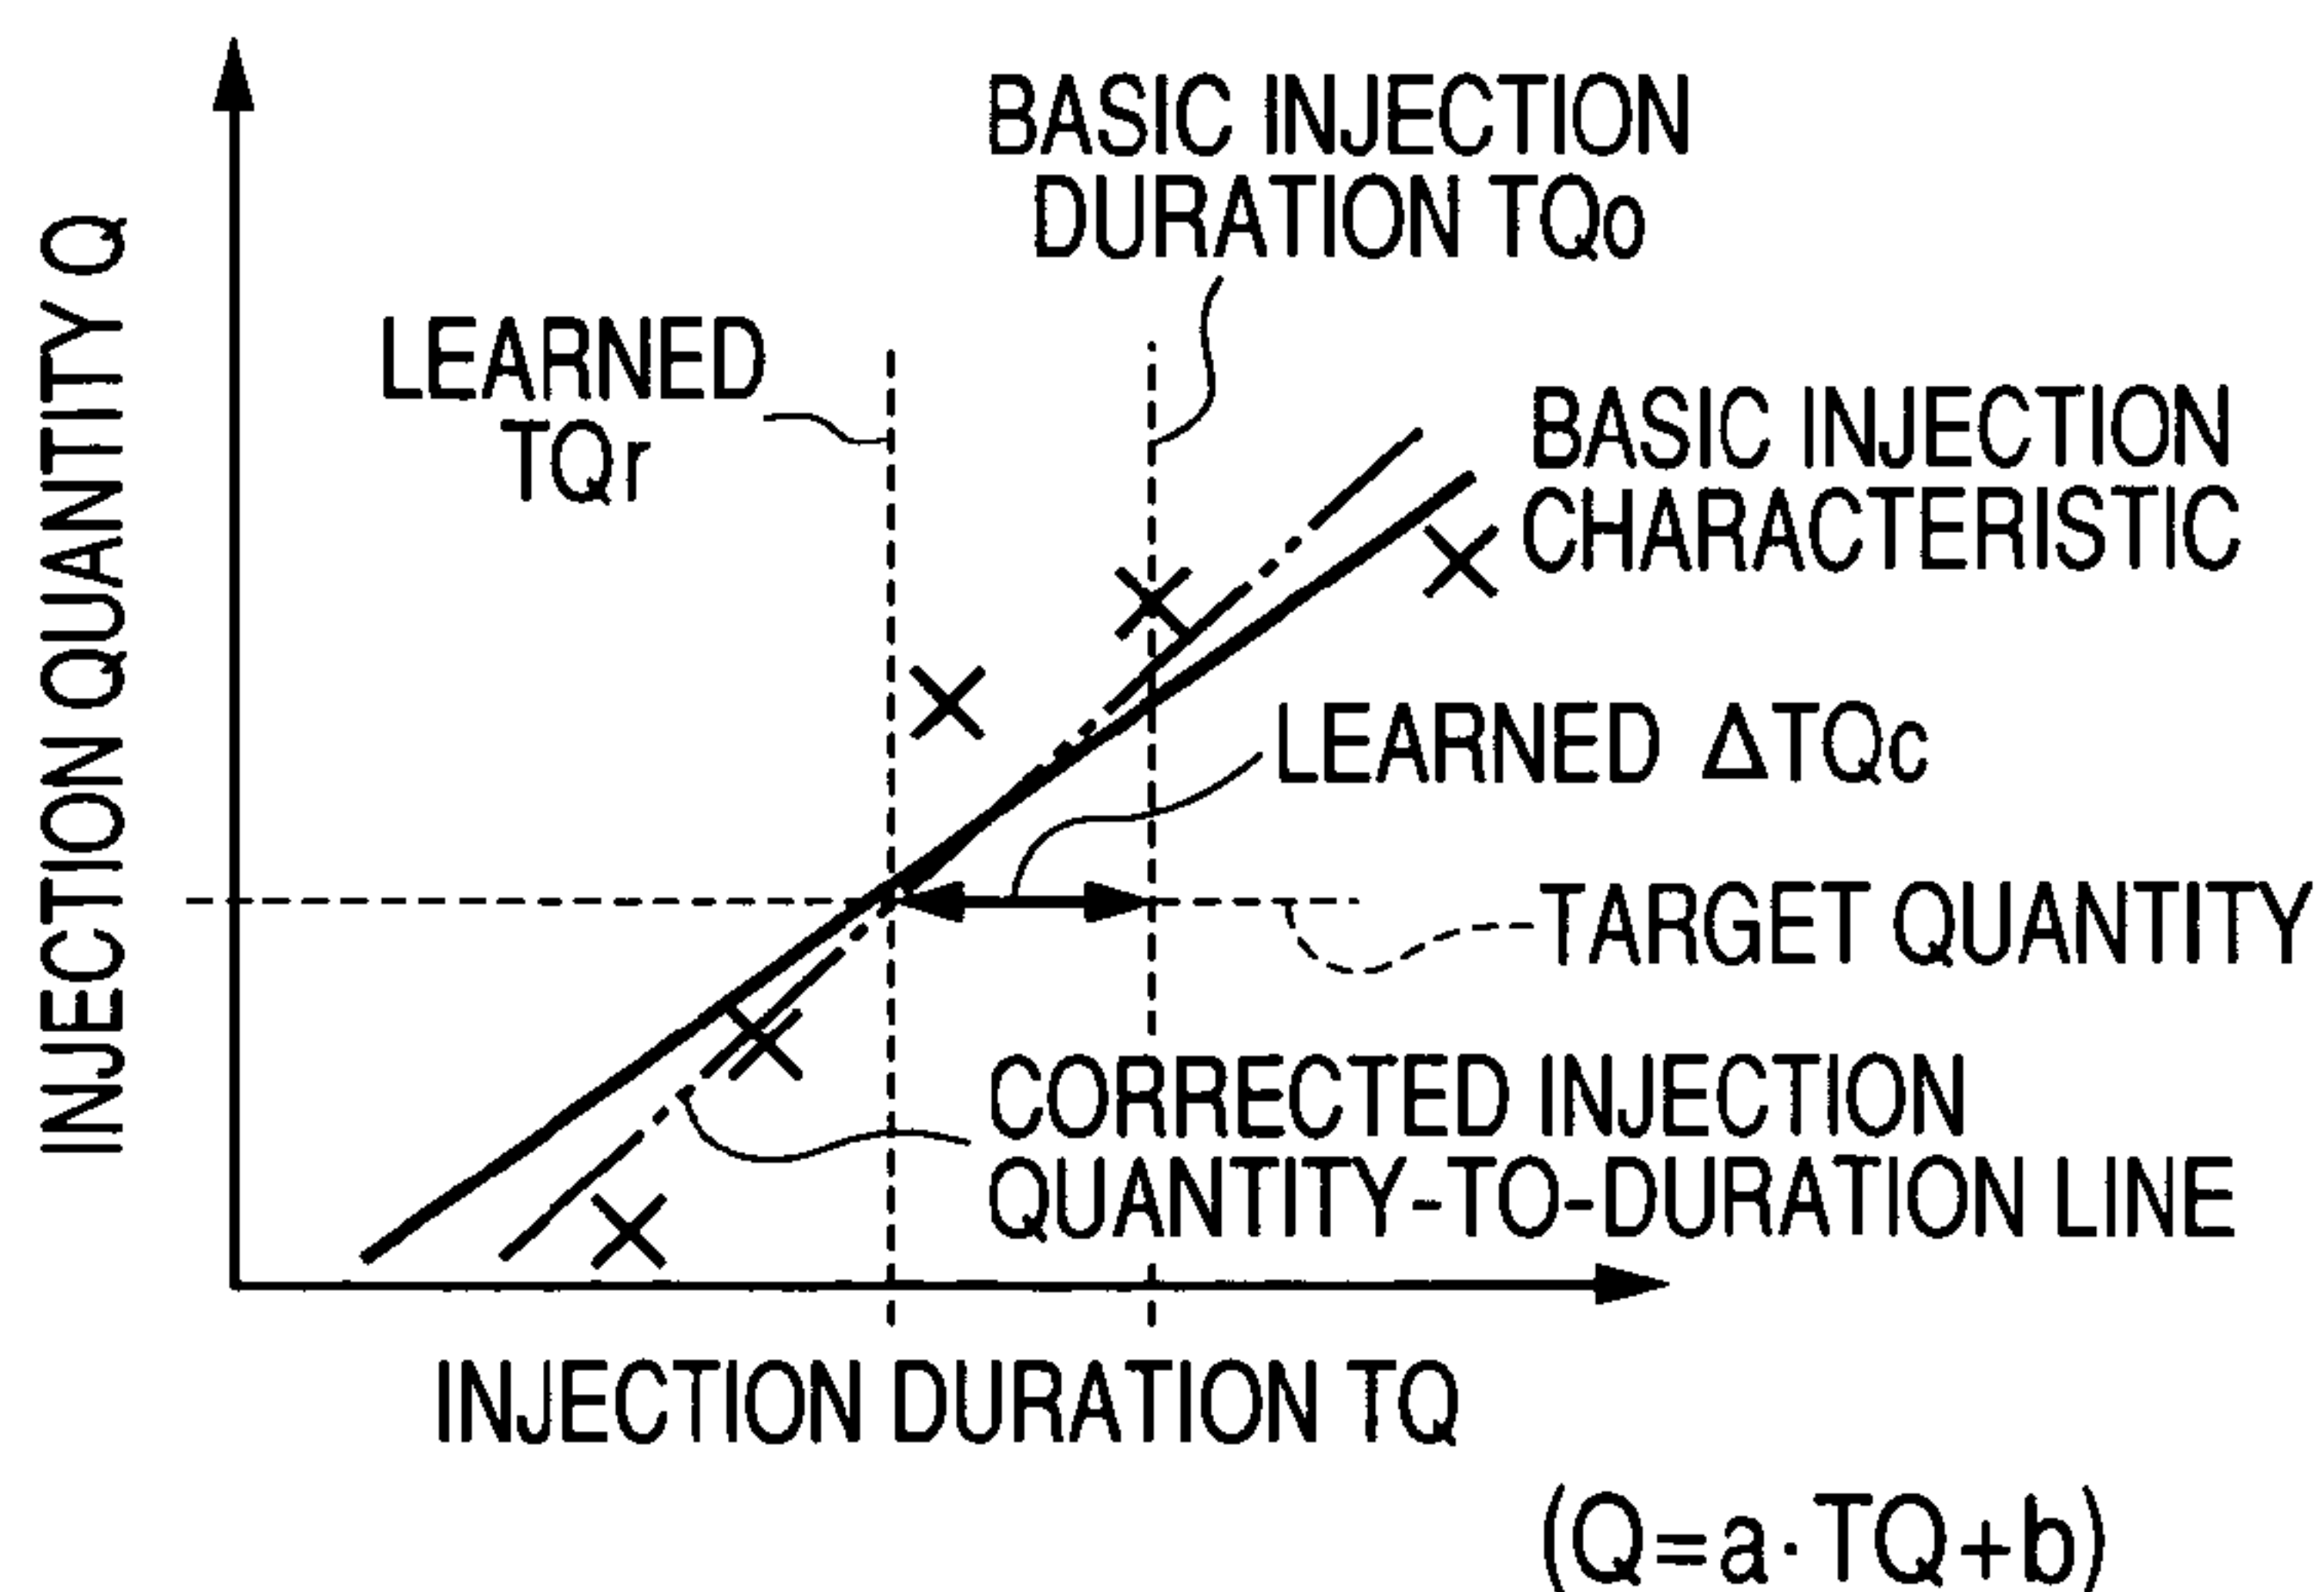 INJECTION QUANTITY Q
BASIC INJECTION
DURATION TQo
LEARNED
TQr
BASIC INJECTION
CHARACTERISTIC
LEARNED ΔTQc
TARGET QUANTITY
CORRECTED INJECTION
QUANTITY-TO-DURATION LINE
INJECTION DURATION TQ
(Q=a·TQ+b)